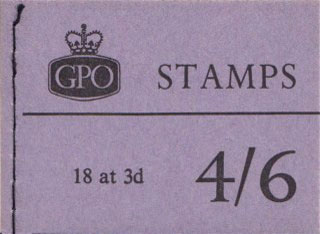 GPO STAMPS
18 at 3d 4/6